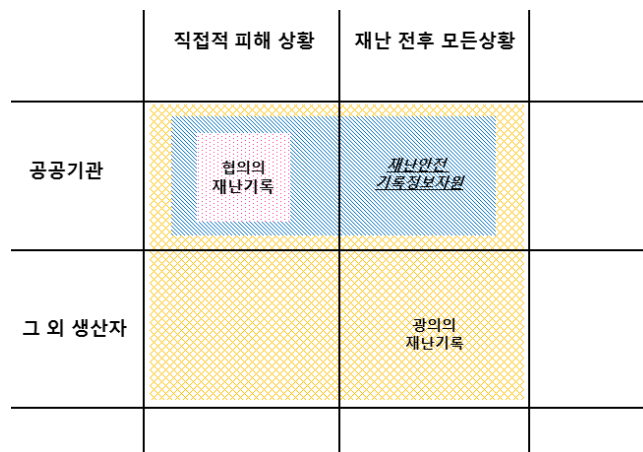 직접적 피해 상황
재난 전후 모든상황
공공기관
협의의
재난기록
재난안전
기록정보자원
그 외 생산자
광의의
재난기록